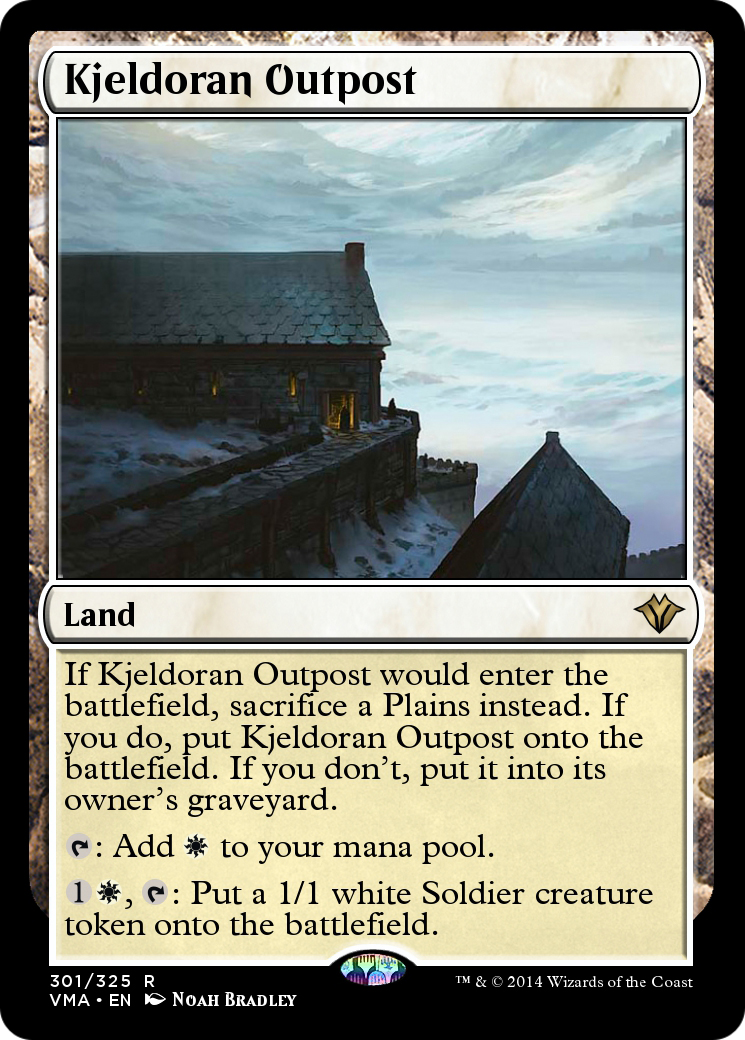 Kjeldoran Outpost
Land
If Kjeldoran Outpost would enter the
battlefield, sacrifice a Plains instead. If
you do, put Kjeldoran Outpost onto the
battlefield. If you don't, put it into its
owner's graveyard.
: Add to your mana pool.
1 , : Put a 1/1 white Soldier creature
token onto the battlefield.
301/325 R
VMA • EN Noah Bradley
™ & © 2014 Wizards of the Coast